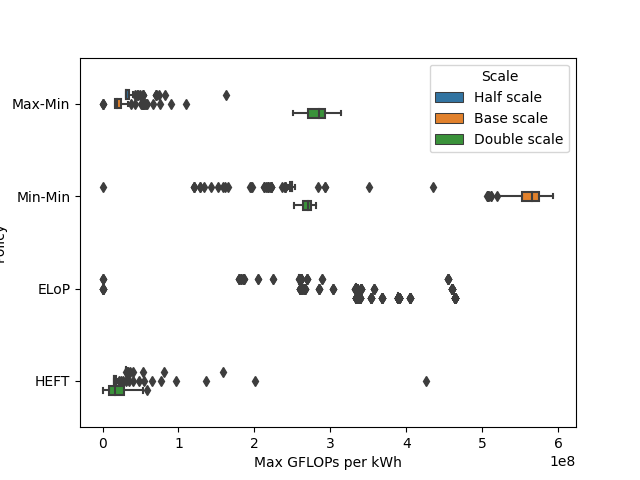 Scale
Half scale
Base scale
Double scale
Max-Min
Min-Min
ELoP
HEFT
0 1 2 3 4 5 6
1e8
Max GFLOPs per kWh